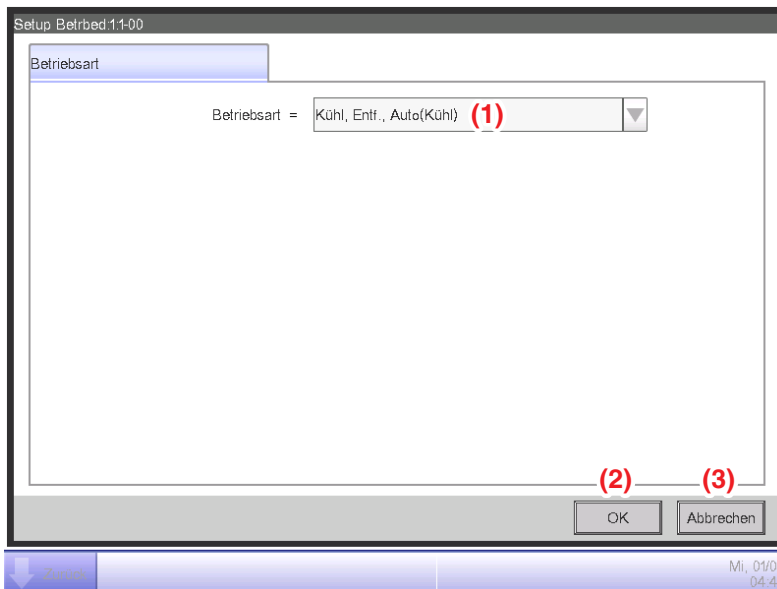 Setup Betrbed:1:1-00
Betriebsart
Betriebsart = Kühl, Entf., Auto(Kühl) (1)
(2) (3)
OK Abbrechen
Mi, 01/0
04:4